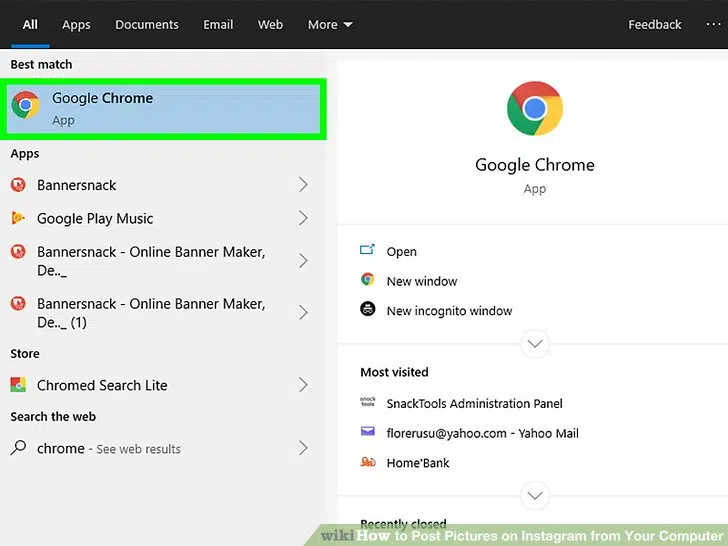 All Apps Documents Email Web More Feedback ···
Best match
Google Chrome
App
Apps
Bannersnack
Google Play Music
Bannersnack - Online Banner Maker,
De.._
Bannersnack - Online Banner Maker,
De.._ (1)
Store
Chromed Search Lite
Search the web
chrome - See web results
Google Chrome
App
Open
New window
New incognito window
Most visited
snack
tools
SnackTools Administration Panel
florerusu@yahoo.com - Yahoo Mail
Home'Bank
Recently closed
wikiHow to Post Pictures on Instagram from Your Computer